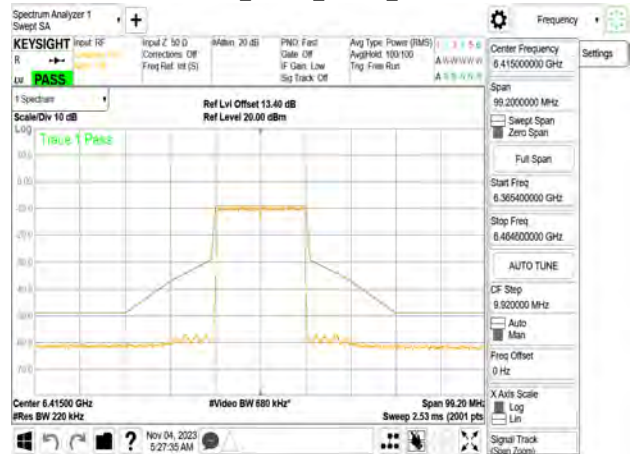 Spectrum Analyzer 1
Swept SA
Frequency
KEYSIGHT
Input: RF
Input Z: 50 Ω
Corrections: Off
Freq Ref: Int (S)
#Atten: 20 dB
PNO: Fast
Gate: Off
IF Gain: Low
Sig Track: Off
Avg Type: Power (RMS)
Avg|Hold: 100/100
Trig: Free Run
PASS
Center Frequency
6.415000000 GHz
Settings
Span
99.2000000 MHz
Swept Span
Zero Span
Full Span
Start Freq
6.365400000 GHz
Stop Freq
6.464600000 GHz
AUTO TUNE
CF Step
9.920000 MHz
Auto
Man
Freq Offset
0 Hz
X Axis Scale
Log
Lin
Signal Track
(Span Zoom)
1 Spectrum
Scale/Div 10 dB
Ref Lvl Offset 13.40 dB
Ref Level 20.00 dBm
Log
Trace 1 Pass
Center 6.41500 GHz
#Res BW 220 kHz
#Video BW 680 kHz*
Span 99.20 MHz
Sweep 2.53 ms (2001 pts
?
Nov 04, 2023
5:27:35 AM